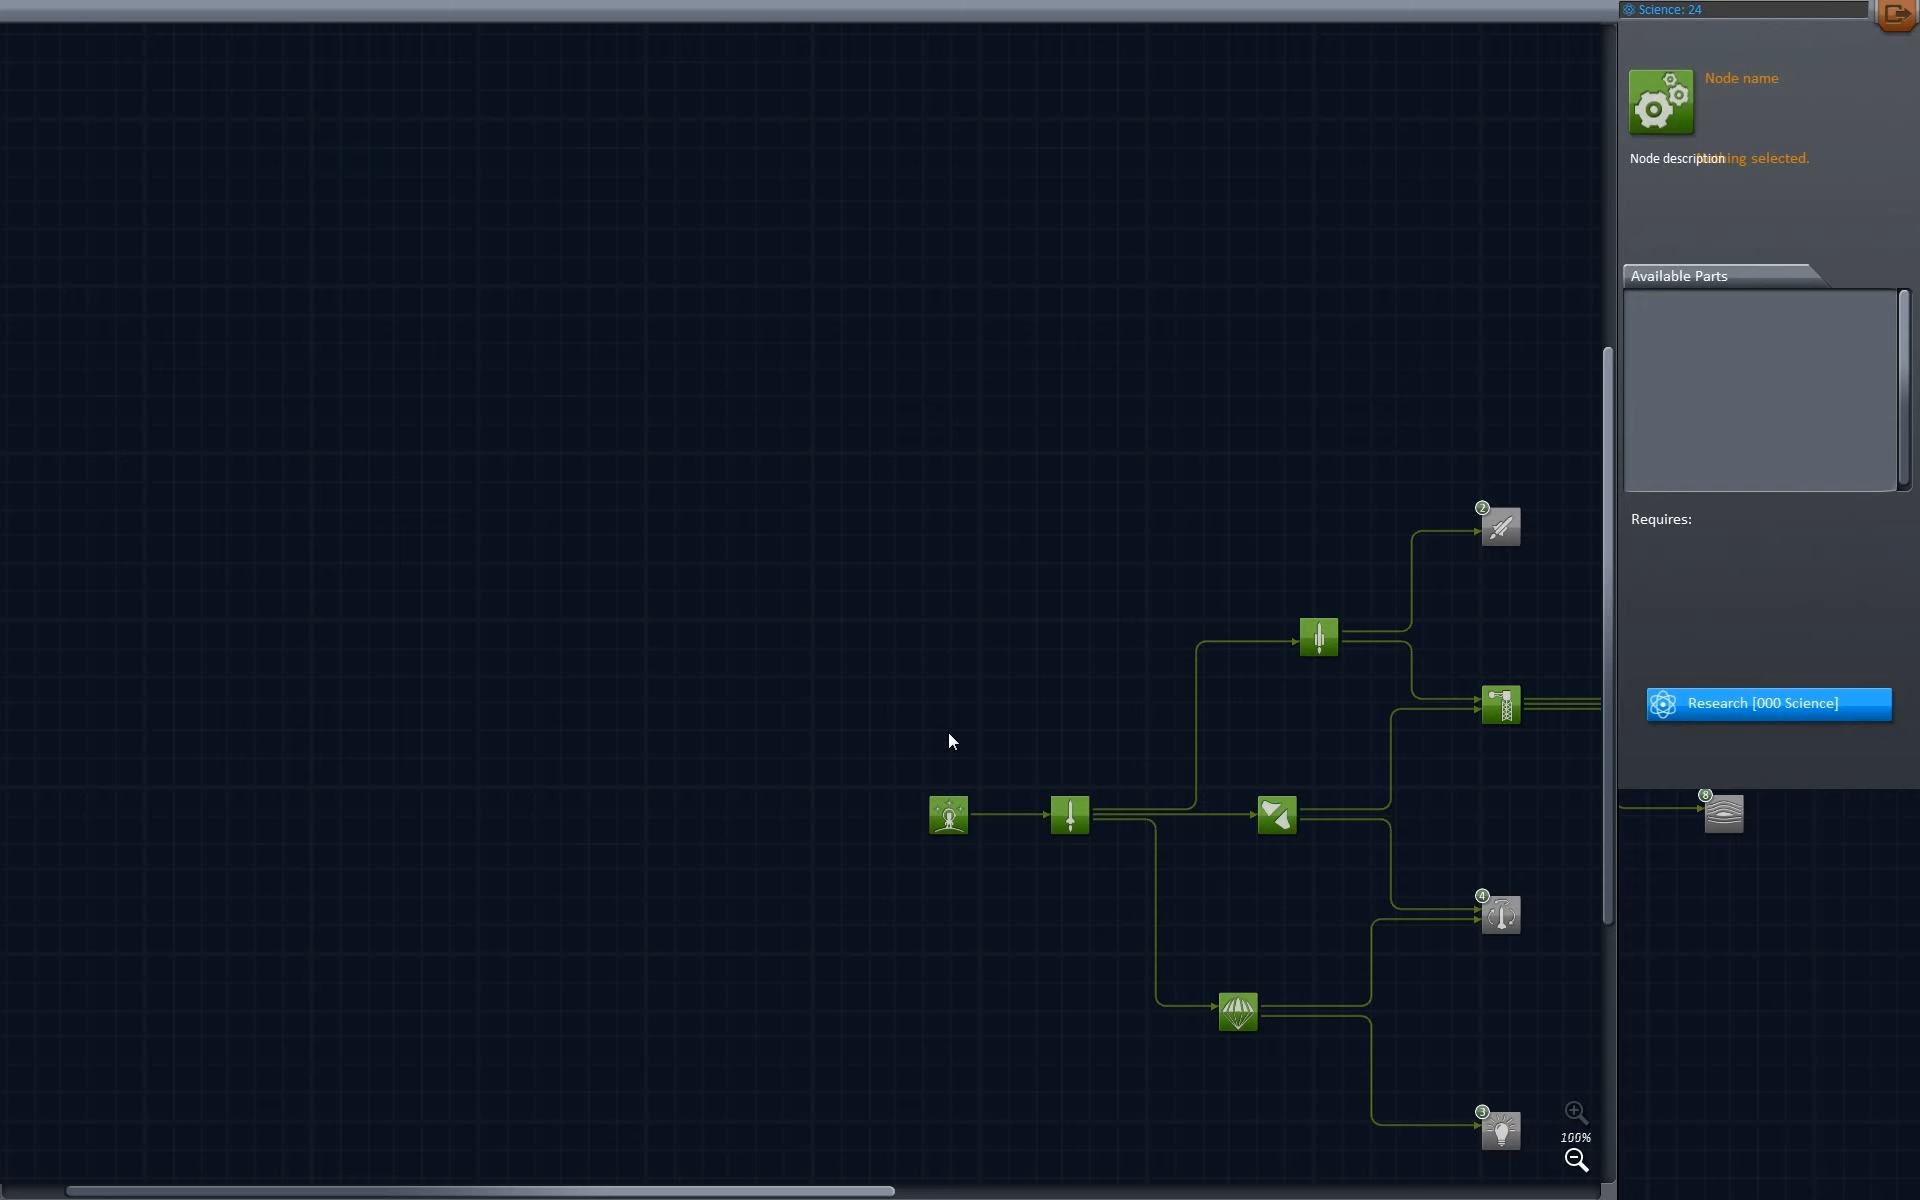 Science: 24
Node name
Node description
Nothing selected.
Available Parts
2
Requires:
Research [000 Science]
8
4
3
100%